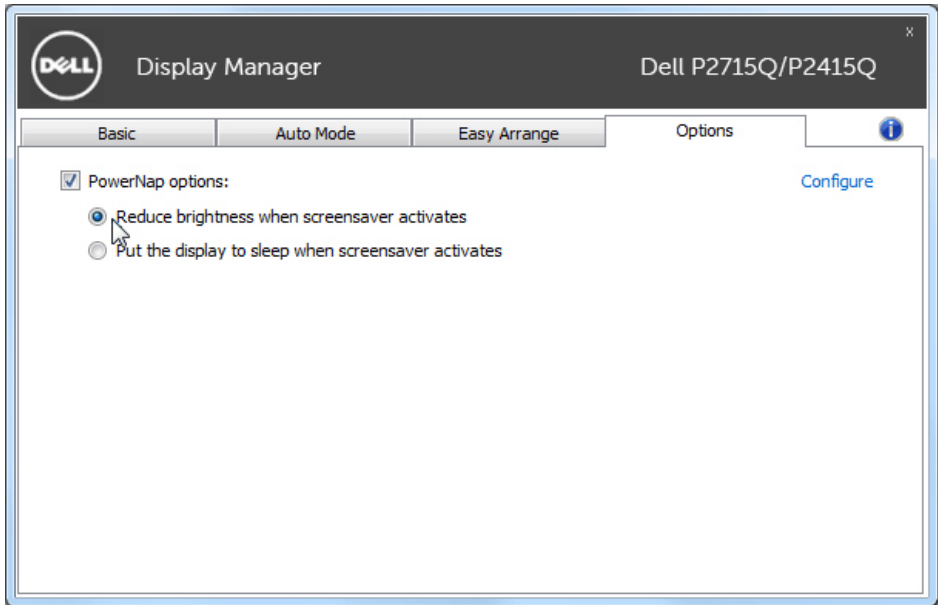 x
DELL Display Manager Dell P2715Q/P2415Q
Basic Auto Mode Easy Arrange Options i
PowerNap options: Configure
Reduce brightness when screensaver activates
Put the display to sleep when screensaver activates